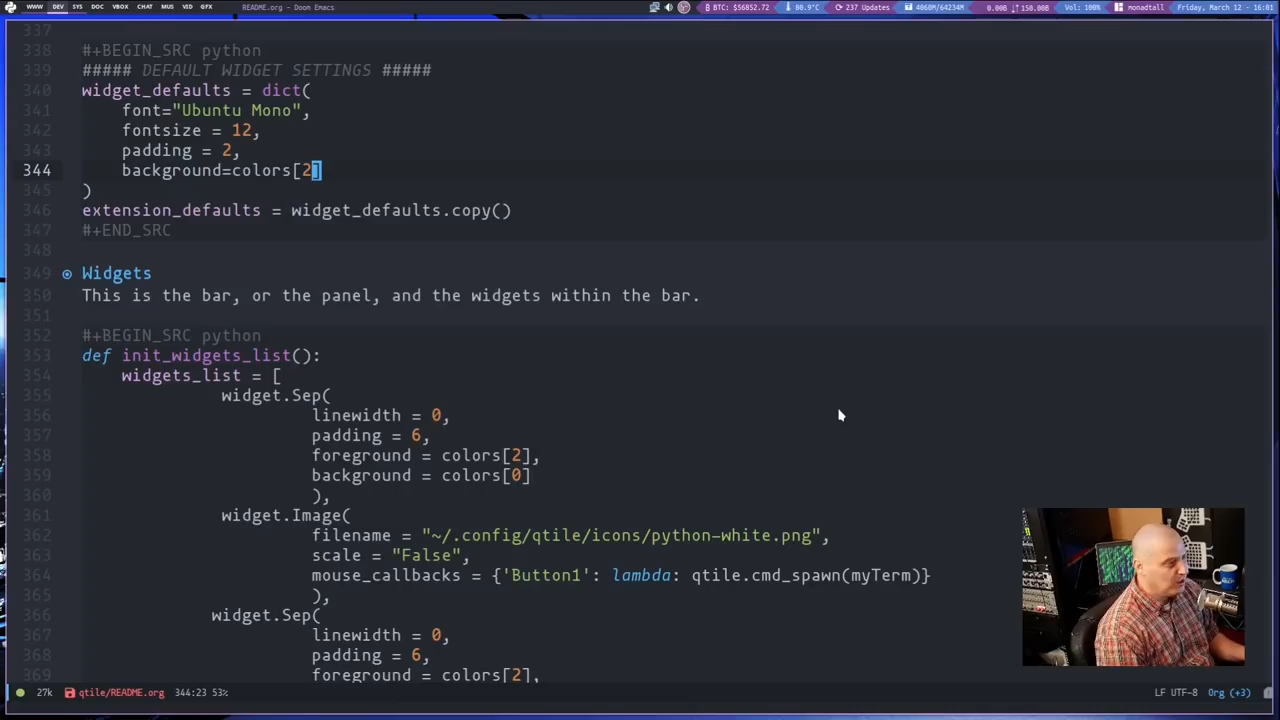 WWW DEV SYS DOC VBOX CHAT MUS VID GFX README.org - Doom Emacs BTC: $56852.72 80.9°C 237 Updates 4060M/64234M 0.00B 150.00B Vol: 100% monadtall Friday, March 12 - 16:01
337
338 #+BEGIN_SRC python
339 ##### DEFAULT WIDGET SETTINGS #####
340 widget_defaults = dict(
341 font="Ubuntu Mono",
342 fontsize = 12,
343 padding = 2,
344 background=colors[2]
345 )
346 extension_defaults = widget_defaults.copy()
347 #+END_SRC
348
349 Widgets
350 This is the bar, or the panel, and the widgets within the bar.
351
352 #+BEGIN_SRC python
353 def init_widgets_list():
354 widgets_list = [
355 widget.Sep(
356 linewidth = 0,
357 padding = 6,
358 foreground = colors[2],
359 background = colors[0]
360 ),
361 widget.Image(
362 filename = "~/.config/qtile/icons/python-white.png",
363 scale = "False",
364 mouse_callbacks = {'Button1': lambda: qtile.cmd_spawn(myTerm)}
365 ),
366 widget.Sep(
367 linewidth = 0,
368 padding = 6,
369 foreground = colors[2],
27k qtile/README.org 344:23 53% LF UTF-8 Org (+3)